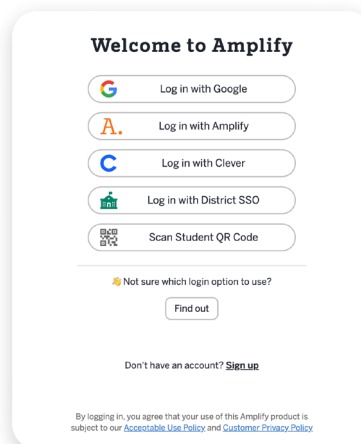 Welcome to Amplify
Log in with Google
A. Log in with Amplify
Log in with Clever
Log in with District SSO
Scan Student QR Code
👋 Not sure which login option to use?
Find out
Don't have an account? Sign up
By logging in, you agree that your use of this Amplify product is
subject to our Acceptable Use Policy and Customer Privacy Policy